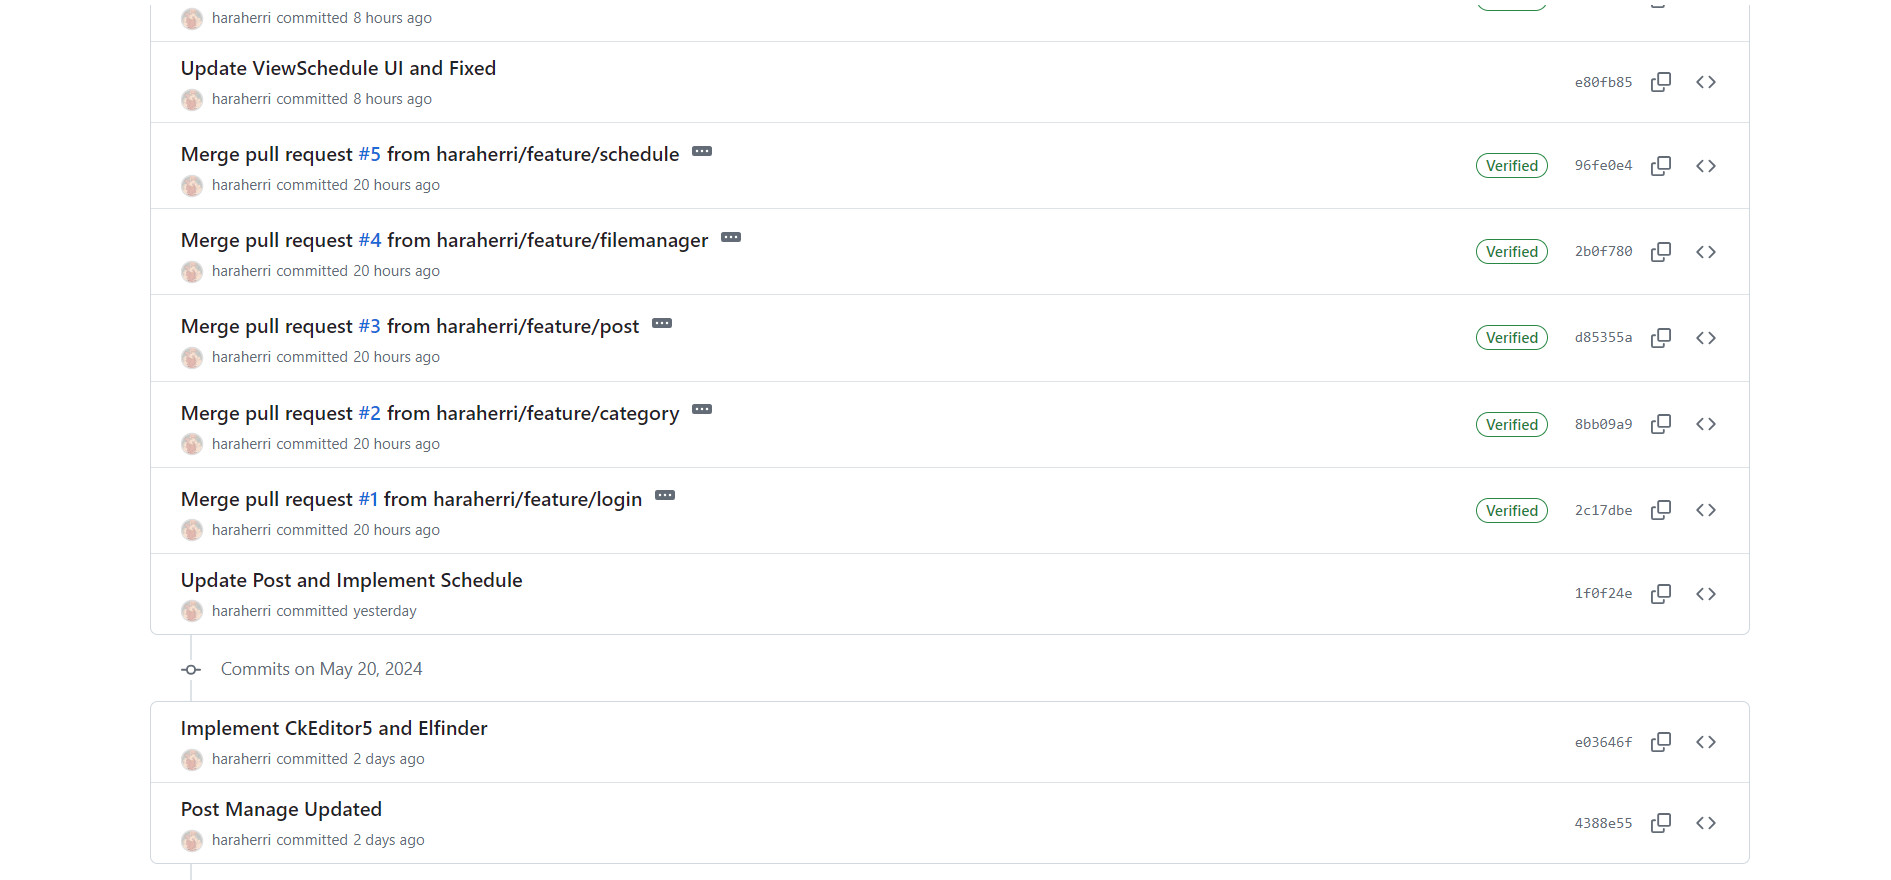 haraherri committed 8 hours ago
Update ViewSchedule UI and Fixed
haraherri committed 8 hours ago
e80fb85
Merge pull request #5 from haraherri/feature/schedule
haraherri committed 20 hours ago
Verified
96fe0e4
Merge pull request #4 from haraherri/feature/filemanager
haraherri committed 20 hours ago
Verified
2b0f780
Merge pull request #3 from haraherri/feature/post
haraherri committed 20 hours ago
Verified
d85355a
Merge pull request #2 from haraherri/feature/category
haraherri committed 20 hours ago
Verified
8bb09a9
Merge pull request #1 from haraherri/feature/login
haraherri committed 20 hours ago
Verified
2c17dbe
Update Post and Implement Schedule
haraherri committed yesterday
1f0f24e
Commits on May 20, 2024
Implement CkEditor5 and Elfinder
haraherri committed 2 days ago
e03646f
Post Manage Updated
haraherri committed 2 days ago
4388e55